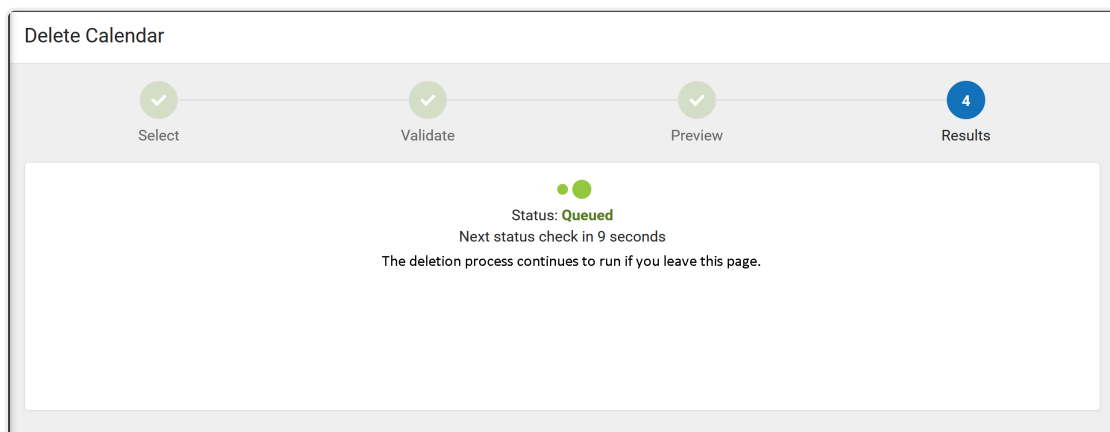 Delete Calendar
4
Select
Validate
Preview
Results
Status: Queued
Next status check in 9 seconds
The deletion process continues to run if you leave this page.